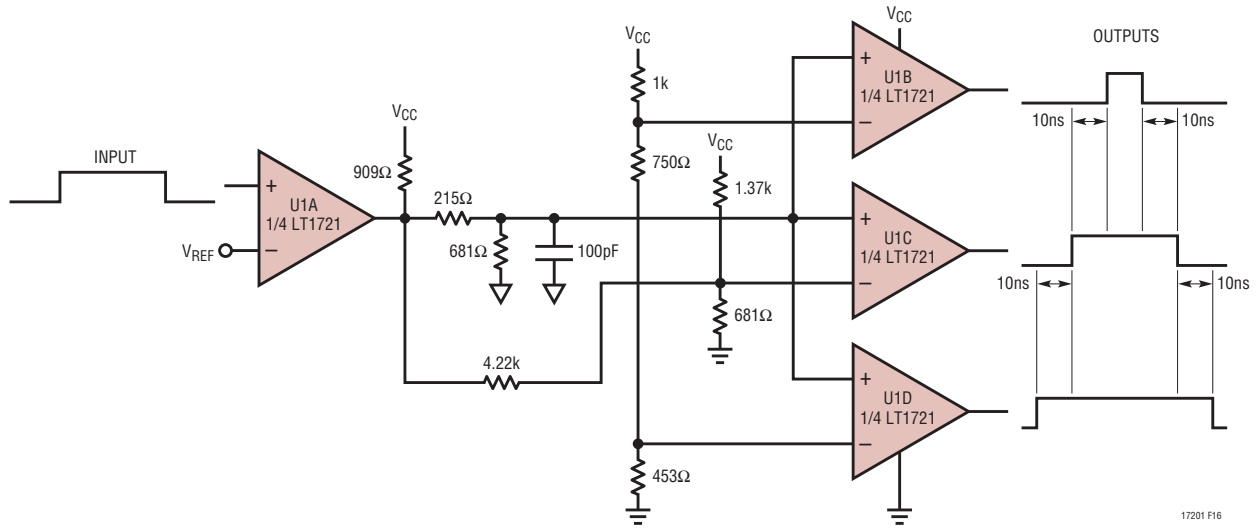 INPUT
V_REF
+
−
U1A
1/4 LT1721
V_CC
909Ω
215Ω
681Ω
100pF
4.22k
V_CC
1k
750Ω
453Ω
V_CC
1.37k
681Ω
V_CC
+
−
U1B
1/4 LT1721
+
−
U1C
1/4 LT1721
+
−
U1D
1/4 LT1721
OUTPUTS
10ns
10ns
10ns
10ns
17201 F16